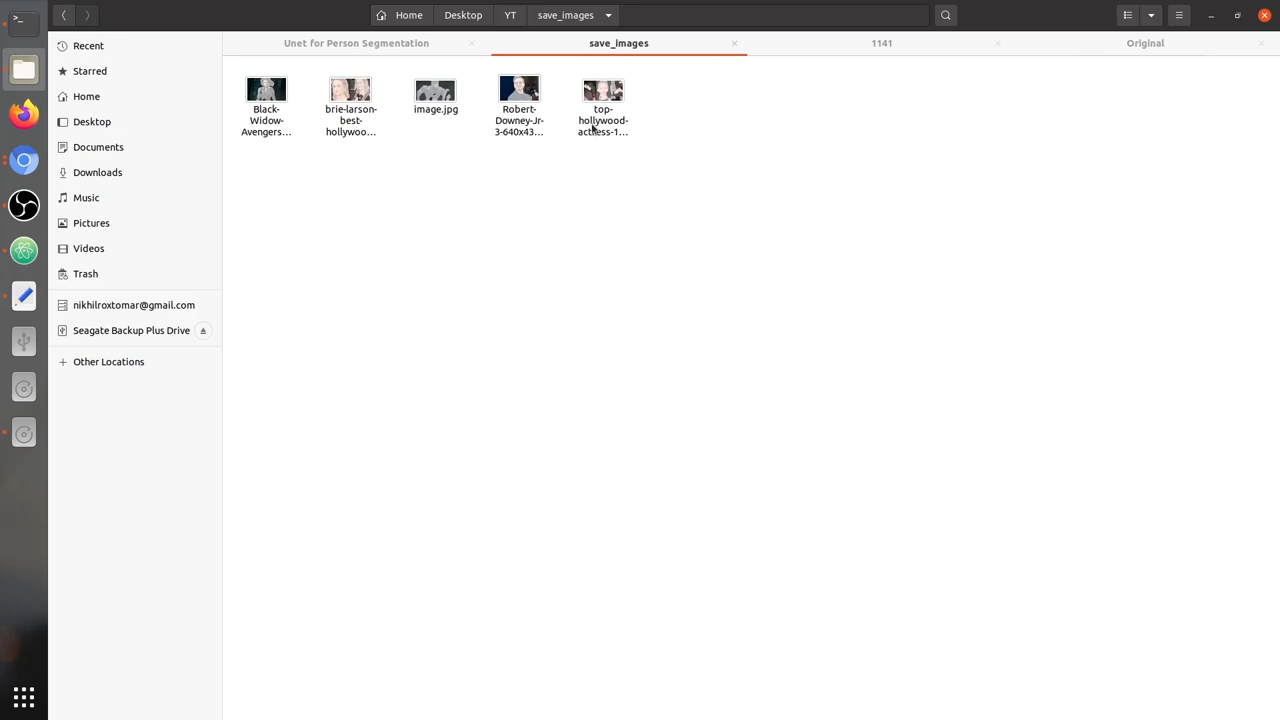 Home Desktop YT save_images
Unet for Person Segmentation
save_images
1141
Original
Recent
Starred
Home
Desktop
Documents
Downloads
Music
Pictures
Videos
Trash
nikhilroxtomar@gmail.com
Seagate Backup Plus Drive
Other Locations
Black-
Widow-
Avengers...
brie-larson-
best-
hollywoo...
image.jpg
Robert-
Downey-Jr-
3-640x43...
top-
hollywood-
actress-1...